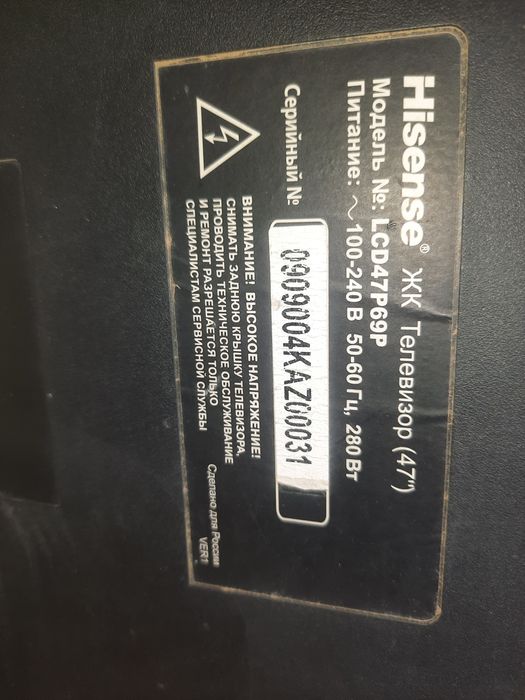 Hisense® ЖК Телевизор (47")
Модель №: LCD47P69P
Питание: ~ 100-240 В 50-60 Гц, 280 Вт
Серийный № 0909004KAZ00031
ВНИМАНИЕ! ВЫСОКОЕ НАПРЯЖЕНИЕ!
СНИМАТЬ ЗАДНЮЮ КРЫШКУ ТЕЛЕВИЗОРА,
ПРОВОДИТЬ ТЕХНИЧЕСКОЕ ОБСЛУЖИВАНИЕ
И РЕМОНТ РАЗРЕШАЕТСЯ ТОЛЬКО
СПЕЦИАЛИСТАМ СЕРВИСНОЙ СЛУЖБЫ
Сделано для России
VER1